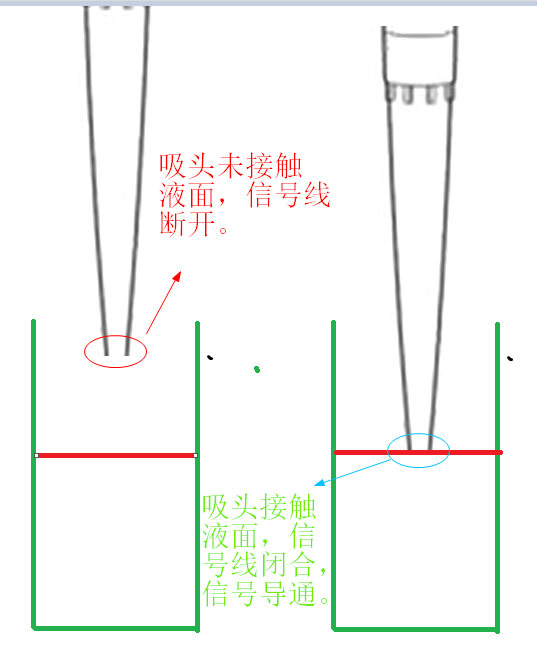 吸头未接触
液面，信号线
断开。
吸头接触
液面，信
号线闭合，
信号导通。